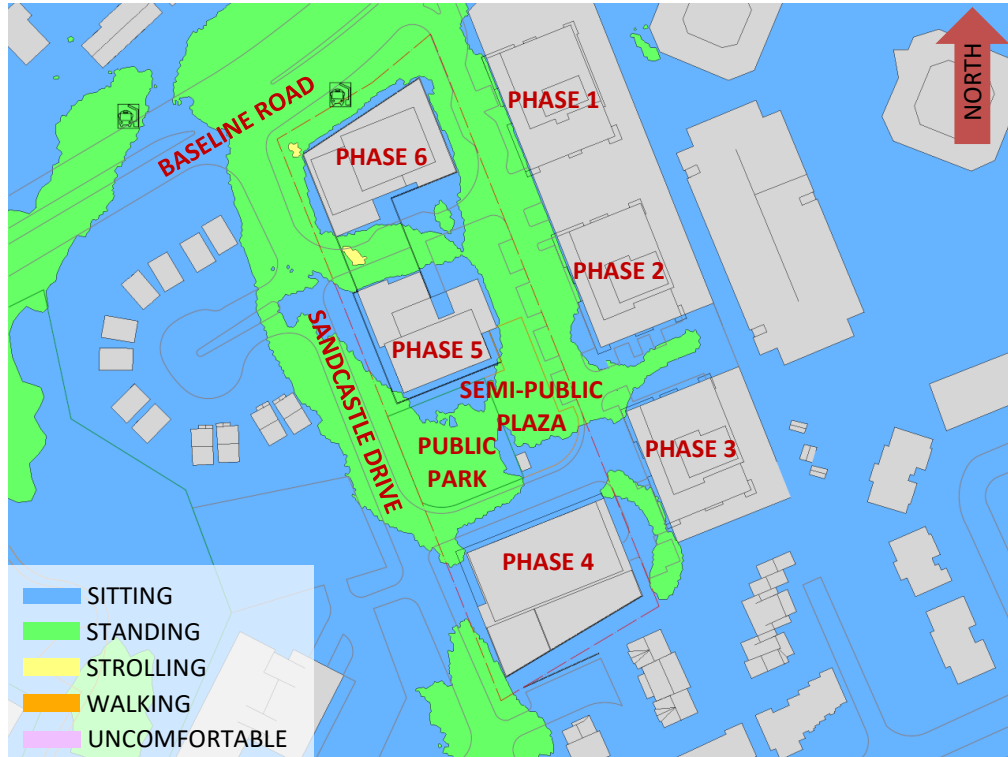 NORTH
PHASE 1
BASELINE ROAD
PHASE 6
PHASE 2
SANDCASTLE DRIVE
PHASE 5
SEMI-PUBLIC
PLAZA
PUBLIC
PARK
PHASE 3
PHASE 4
SITTING
STANDING
STROLLING
WALKING
UNCOMFORTABLE